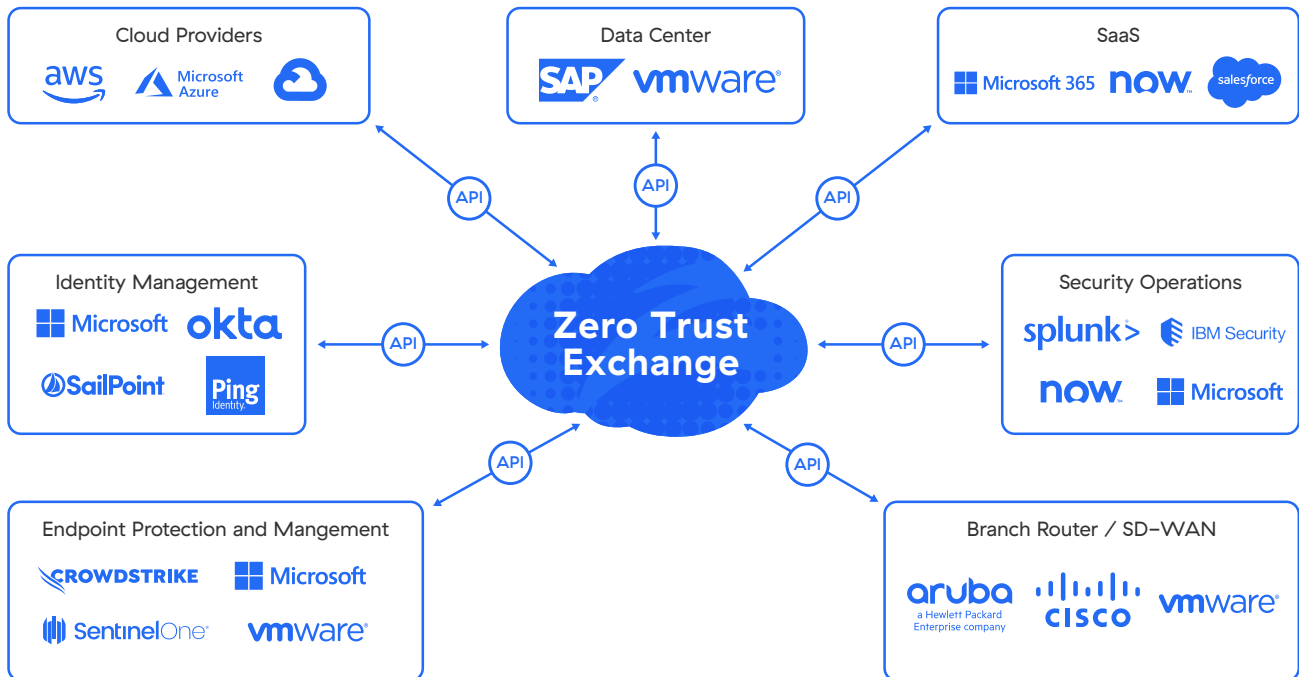 Cloud Providers
aws
Microsoft
Azure
Data Center
SAP
®
vmware®
SaaS
Microsoft 365
now™
salesforce
API
API
API
Identity Management
Microsoft
okta
SailPoint
Ping
Identity
Zero Trust
Exchange
API
API
Security Operations
splunk>
IBM Security
now™
Microsoft
API
API
Endpoint Protection and Mangement
CROWDSTRIKE
Microsoft
SentinelOne®
vmware®
Branch Router / SD-WAN
aruba
a Hewlett Packard
Enterprise company
CISCO
vmware®